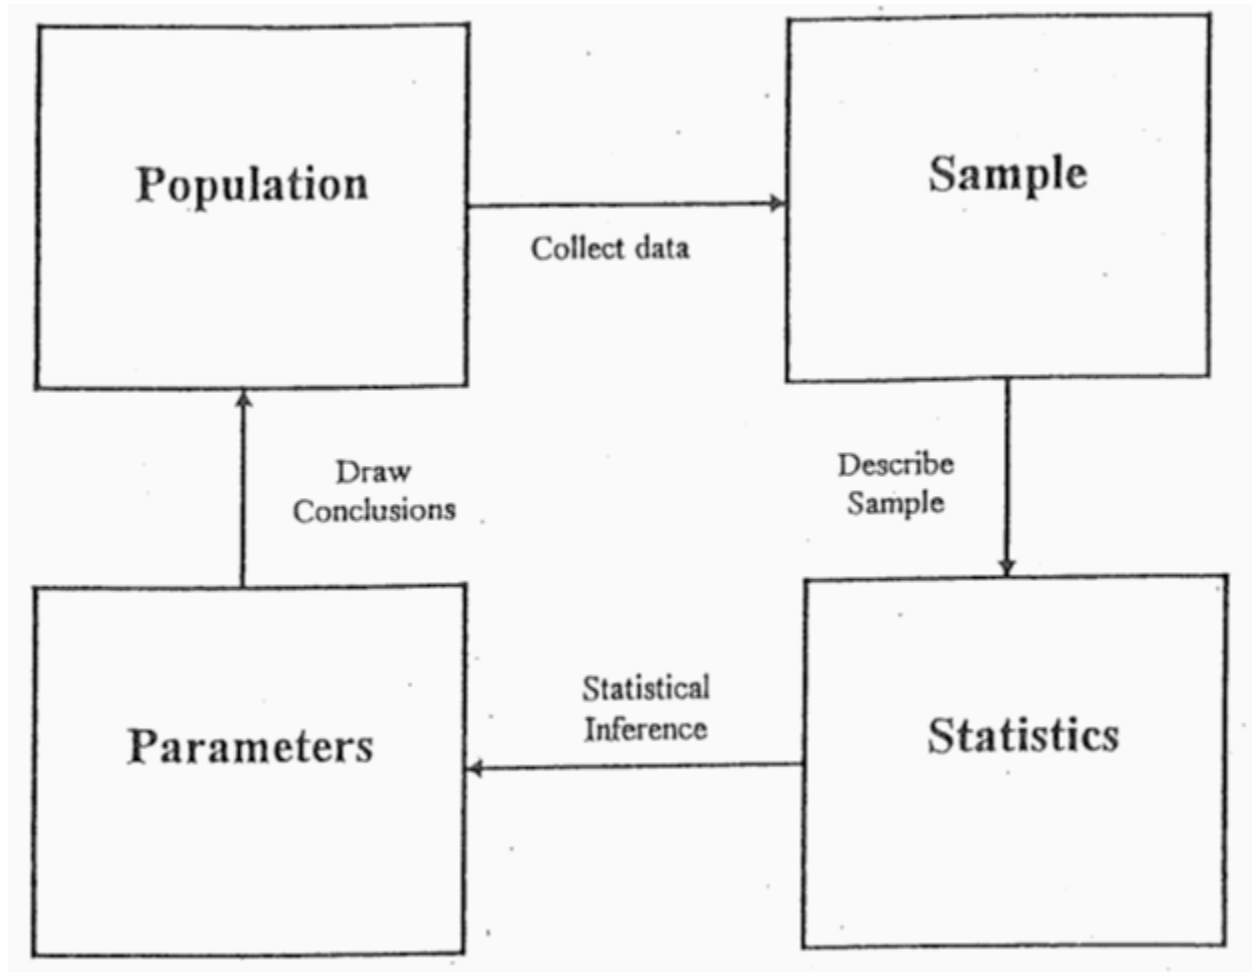 Population
Sample
Collect data
Draw
Conclusions
Describe
Sample
Statistical
Inference
Parameters
Statistics